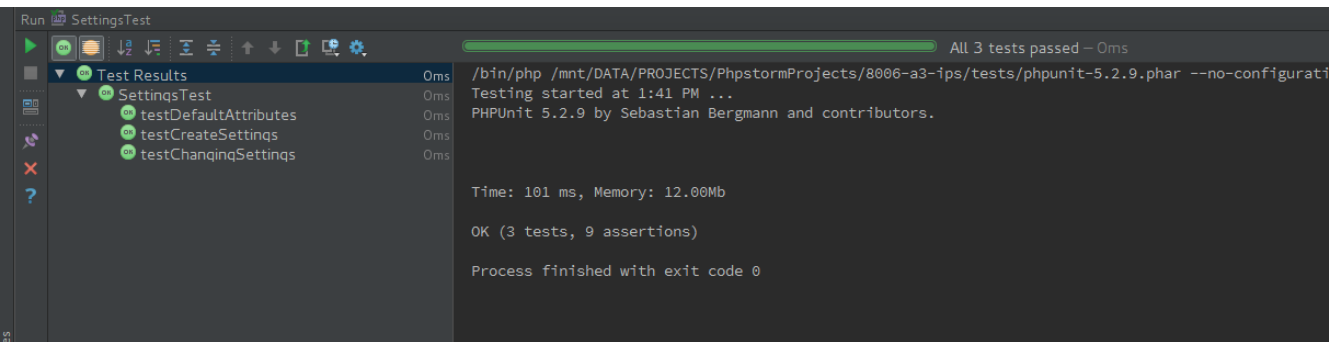 Run SettingsTest
All 3 tests passed – 0ms
Test Results 0ms
SettingsTest 0ms
testDefaultAttributes 0ms
testCreateSettings 0ms
testChangingSettings 0ms
/bin/php /mnt/DATA/PROJECTS/PhpstormProjects/8006-a3-ips/tests/phpunit-5.2.9.phar --no-configurati
Testing started at 1:41 PM ...
PHPUnit 5.2.9 by Sebastian Bergmann and contributors.
Time: 101 ms, Memory: 12.00Mb
OK (3 tests, 9 assertions)
Process finished with exit code 0